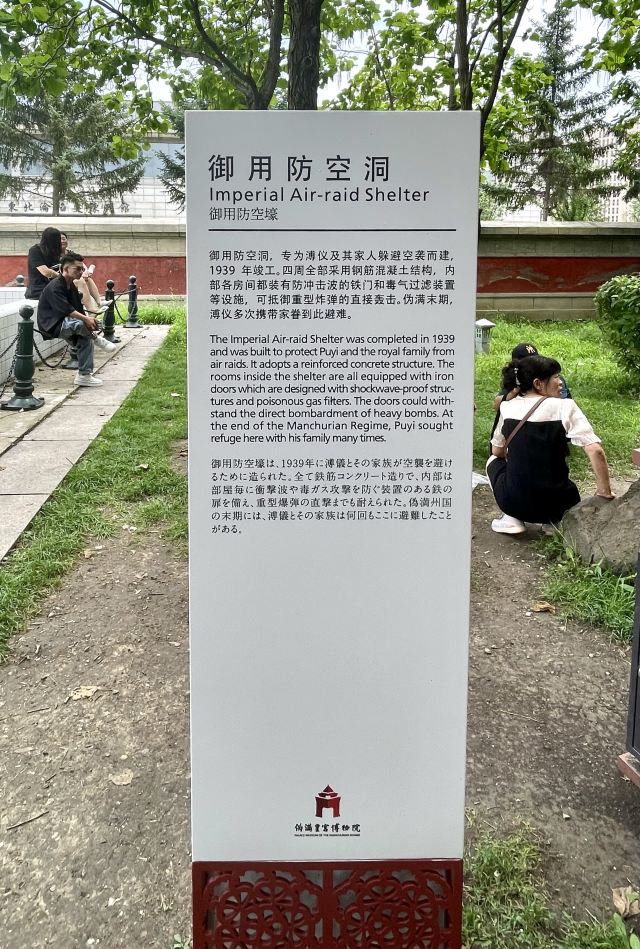 御用防空洞
Imperial Air-raid Shelter
御用防空壕
御用防空洞，专为溥仪及其家人躲避空袭而建，
1939 年竣工。四周全部采用钢筋混凝土结构，内
部各房间都装有防冲击波的铁门和毒气过滤装置
等设施，可抵御重型炸弹的直接轰击。伪满末期，
溥仪多次携带家眷到此避难。
The Imperial Air-raid Shelter was completed in 1939
and was built to protect Puyi and the royal family from
air raids. It adopts a reinforced concrete structure. The
rooms inside the shelter are all equipped with iron
doors which are designed with shockwave-proof struc-
tures and poisonous gas filters. The doors could with-
stand the direct bombardment of heavy bombs. At
the end of the Manchurian Regime, Puyi sought
refuge here with his family many times.
御用防空壕は、1939年に溥儀とその家族が空襲を避け
るために造られた。全て鉄筋コンクリート造りで、内部は
部屋毎に衝撃波や毒ガス攻撃を防ぐ装置のある鉄の
扉を備え、重型爆弾の直撃までも耐えられた。偽満州国
の末期には、溥儀とその家族は何回もここに避難したこと
がある。
伪满皇宫博物院
PALACE MUSEUM OF THE MANCHURIAN REGIME